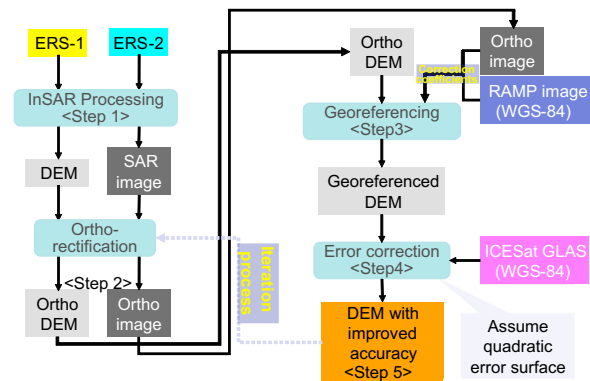 ERS-1
ERS-2
InSAR Processing
<Step 1>
DEM
SAR
image
Ortho-
rectification
<Step 2>
Ortho
DEM
Ortho
image
Iteration
process
Ortho
DEM
Correction
coefficients
Ortho
image
RAMP image
(WGS-84)
Georeferencing
<Step3>
Georeferenced
DEM
Error correction
<Step4>
ICESat GLAS
(WGS-84)
DEM with
improved
accuracy
<Step 5>
Assume
quadratic
error surface